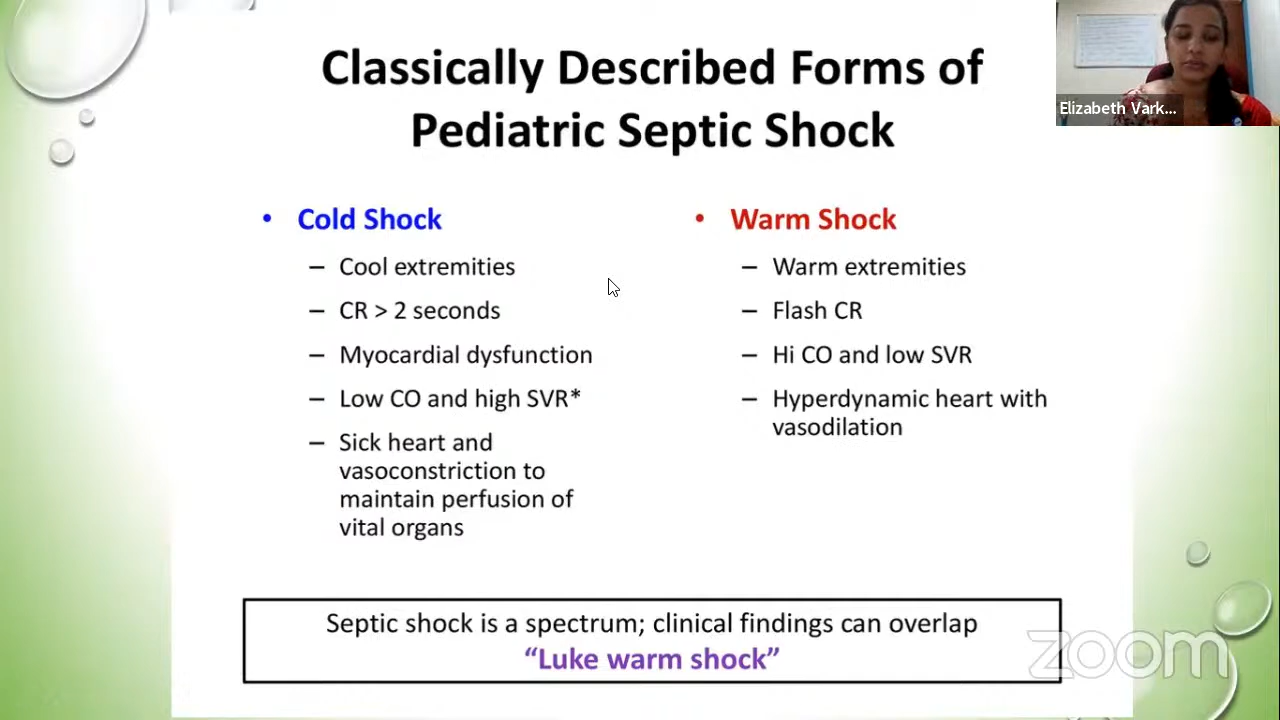 Classically Described Forms of
Pediatric Septic Shock
Elizabeth Vark...
• Cold Shock
– Cool extremities
– CR > 2 seconds
– Myocardial dysfunction
– Low CO and high SVR*
– Sick heart and
vasoconstriction to
maintain perfusion of
vital organs
• Warm Shock
– Warm extremities
– Flash CR
– Hi CO and low SVR
– Hyperdynamic heart with
vasodilation
Septic shock is a spectrum; clinical findings can overlap
“Luke warm shock”
zoom